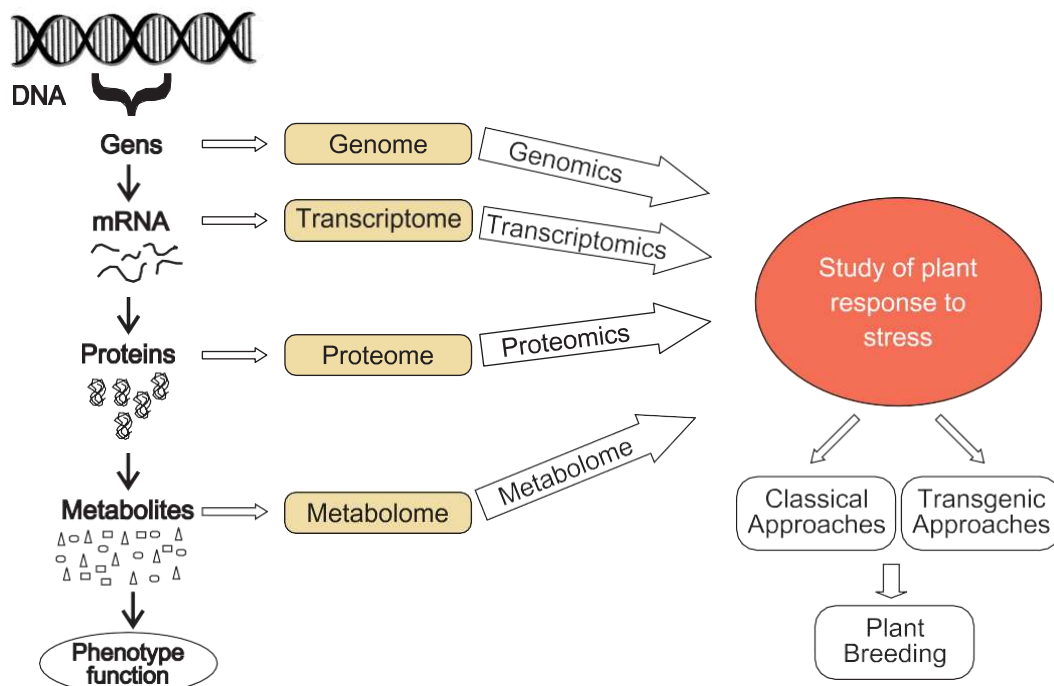 DNA
Gens
Genome
Genomics
mRNA
Transcriptome
Transcriptomics
Study of plant
response to
stress
Proteins
Proteome
Proteomics
Metabolites
Metabolome
Metabolome
Classical
Approaches
Transgenic
Approaches
Plant
Breeding
Phenotype
function